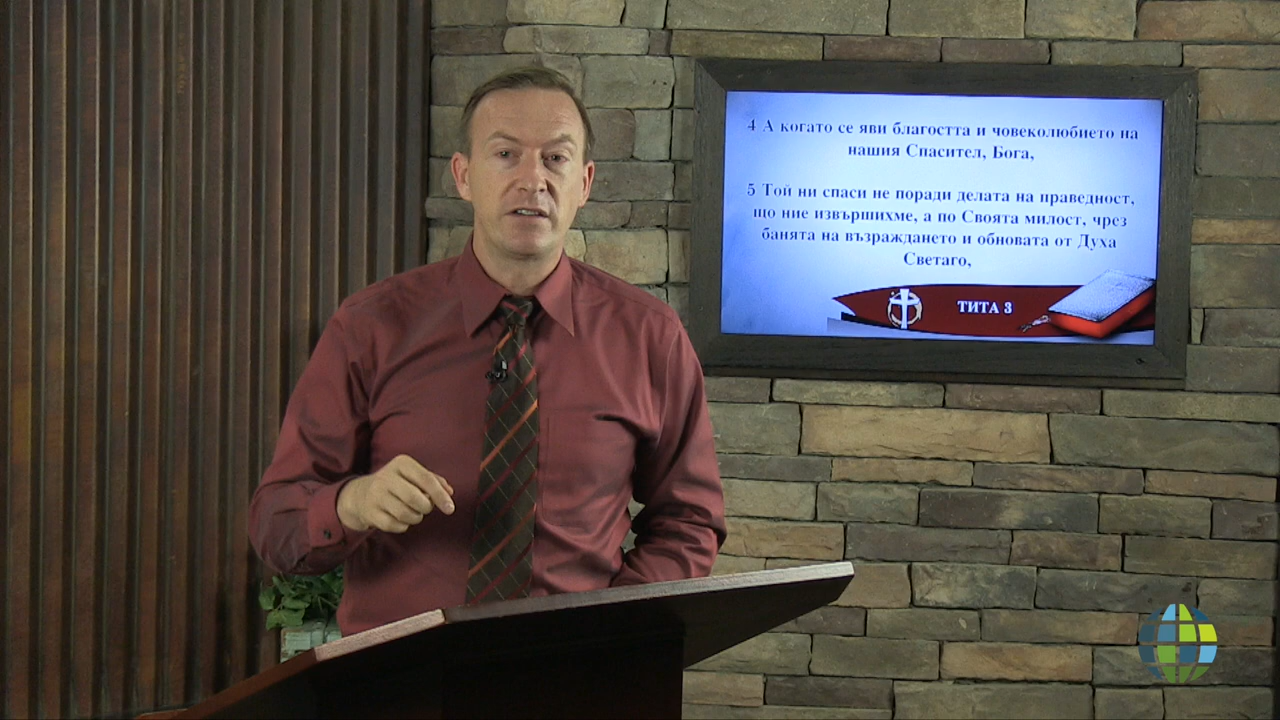 4 А когато се яви благостта и човеколюбието на
нашия Спасител, Бога,
5 Той ни спаси не поради делата на праведност,
що ние извършихме, а по Своята милост, чрез
банята на възраждането и обновата от Духа
Светаго,
ТИТА 3